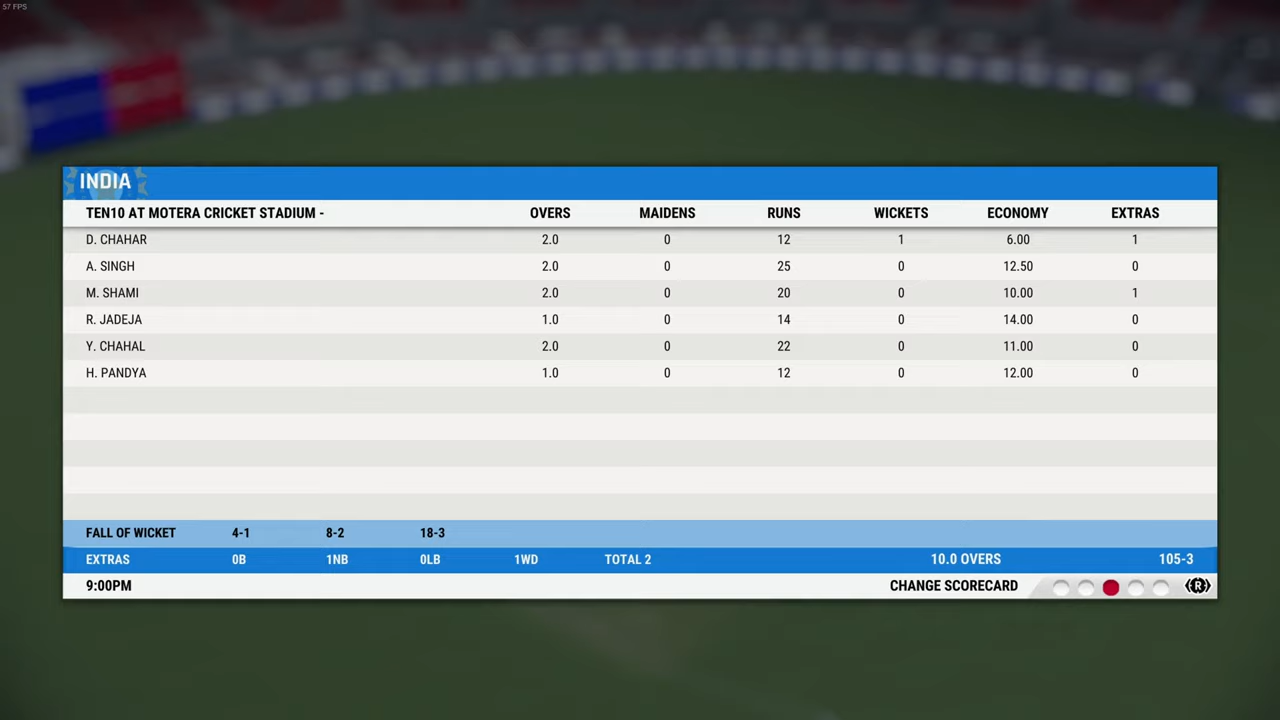 57 FPS
INDIA
TEN10 AT MOTERA CRICKET STADIUM - OVERS MAIDENS RUNS WICKETS ECONOMY EXTRAS
D. CHAHAR 2.0 0 12 1 6.00 1
A. SINGH 2.0 0 25 0 12.50 0
M. SHAMI 2.0 0 20 0 10.00 1
R. JADEJA 1.0 0 14 0 14.00 0
Y. CHAHAL 2.0 0 22 0 11.00 0
H. PANDYA 1.0 0 12 0 12.00 0
FALL OF WICKET 4-1 8-2 18-3
EXTRAS 0B 1NB 0LB 1WD TOTAL 2 10.0 OVERS 105-3
9:00PM CHANGE SCORECARD R